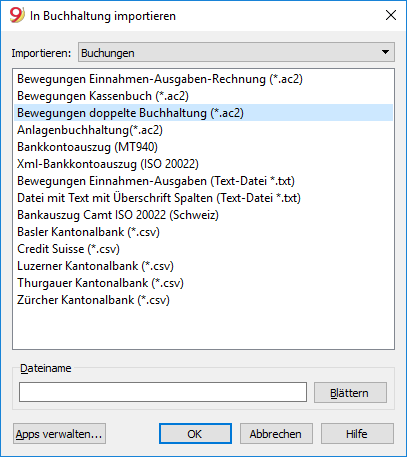 9 In Buchhaltung importieren
Importieren: Buchungen
Bewegungen Einnahmen-Ausgaben-Rechnung (*.ac2)
Bewegungen Kassenbuch (*.ac2)
Bewegungen doppelte Buchhaltung (*.ac2)
Anlagenbuchhaltung(*.ac2)
Bankkontoauszug (MT940)
Xml-Bankkontoauszug (ISO 20022)
Bewegungen Einnahmen-Ausgaben (Text-Datei *.txt)
Datei mit Text mit Überschrift Spalten (Text-Datei *.txt)
Bankauszug Camt ISO 20022 (Schweiz)
Basler Kantonalbank (*.csv)
Credit Suisse (*.csv)
Luzerner Kantonalbank (*.csv)
Thurgauer Kantonalbank (*.csv)
Zürcher Kantonalbank (*.csv)
Dateiname
Blättern
Apps verwalten... OK Abbrechen Hilfe